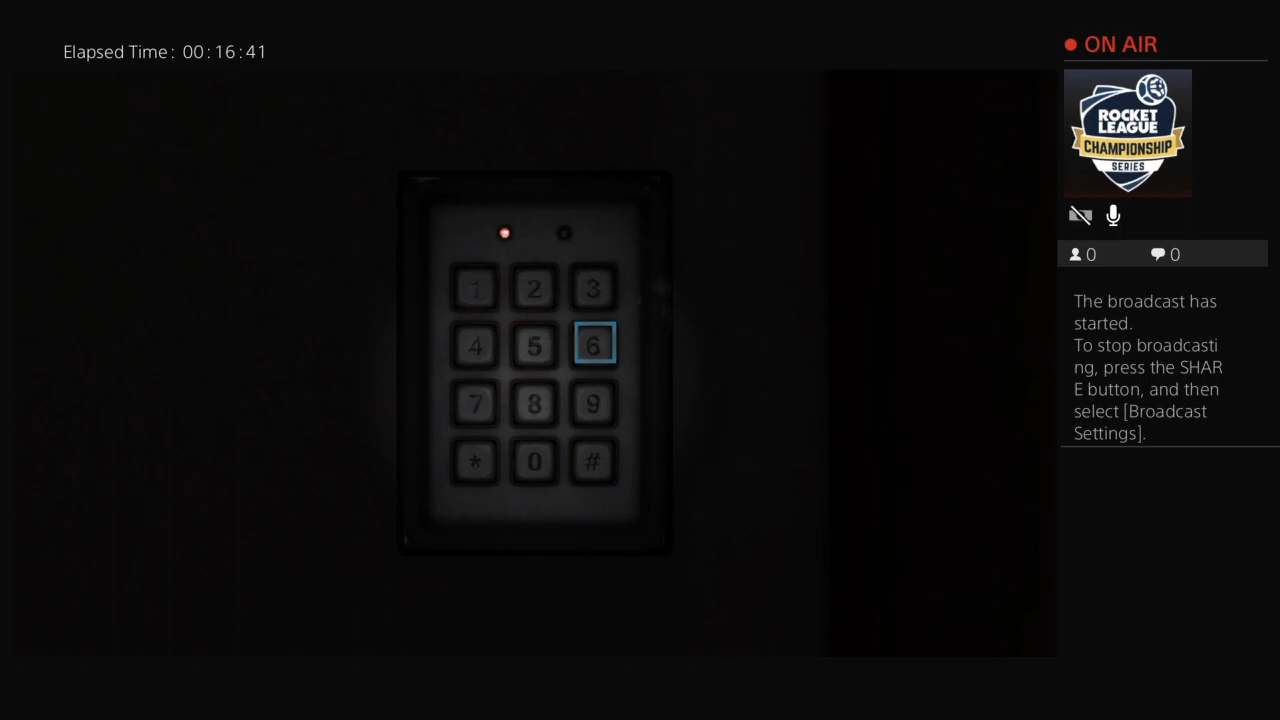 Elapsed Time: 00:16:41
ON AIR
ROCKET
LEAGUE
CHAMPIONSHIP
SERIES
0 0
The broadcast has
started.
To stop broadcasti
ng, press the SHAR
E button, and then
select [Broadcast
Settings].
1 2 3
4 5 6
7 8 9
* 0 #